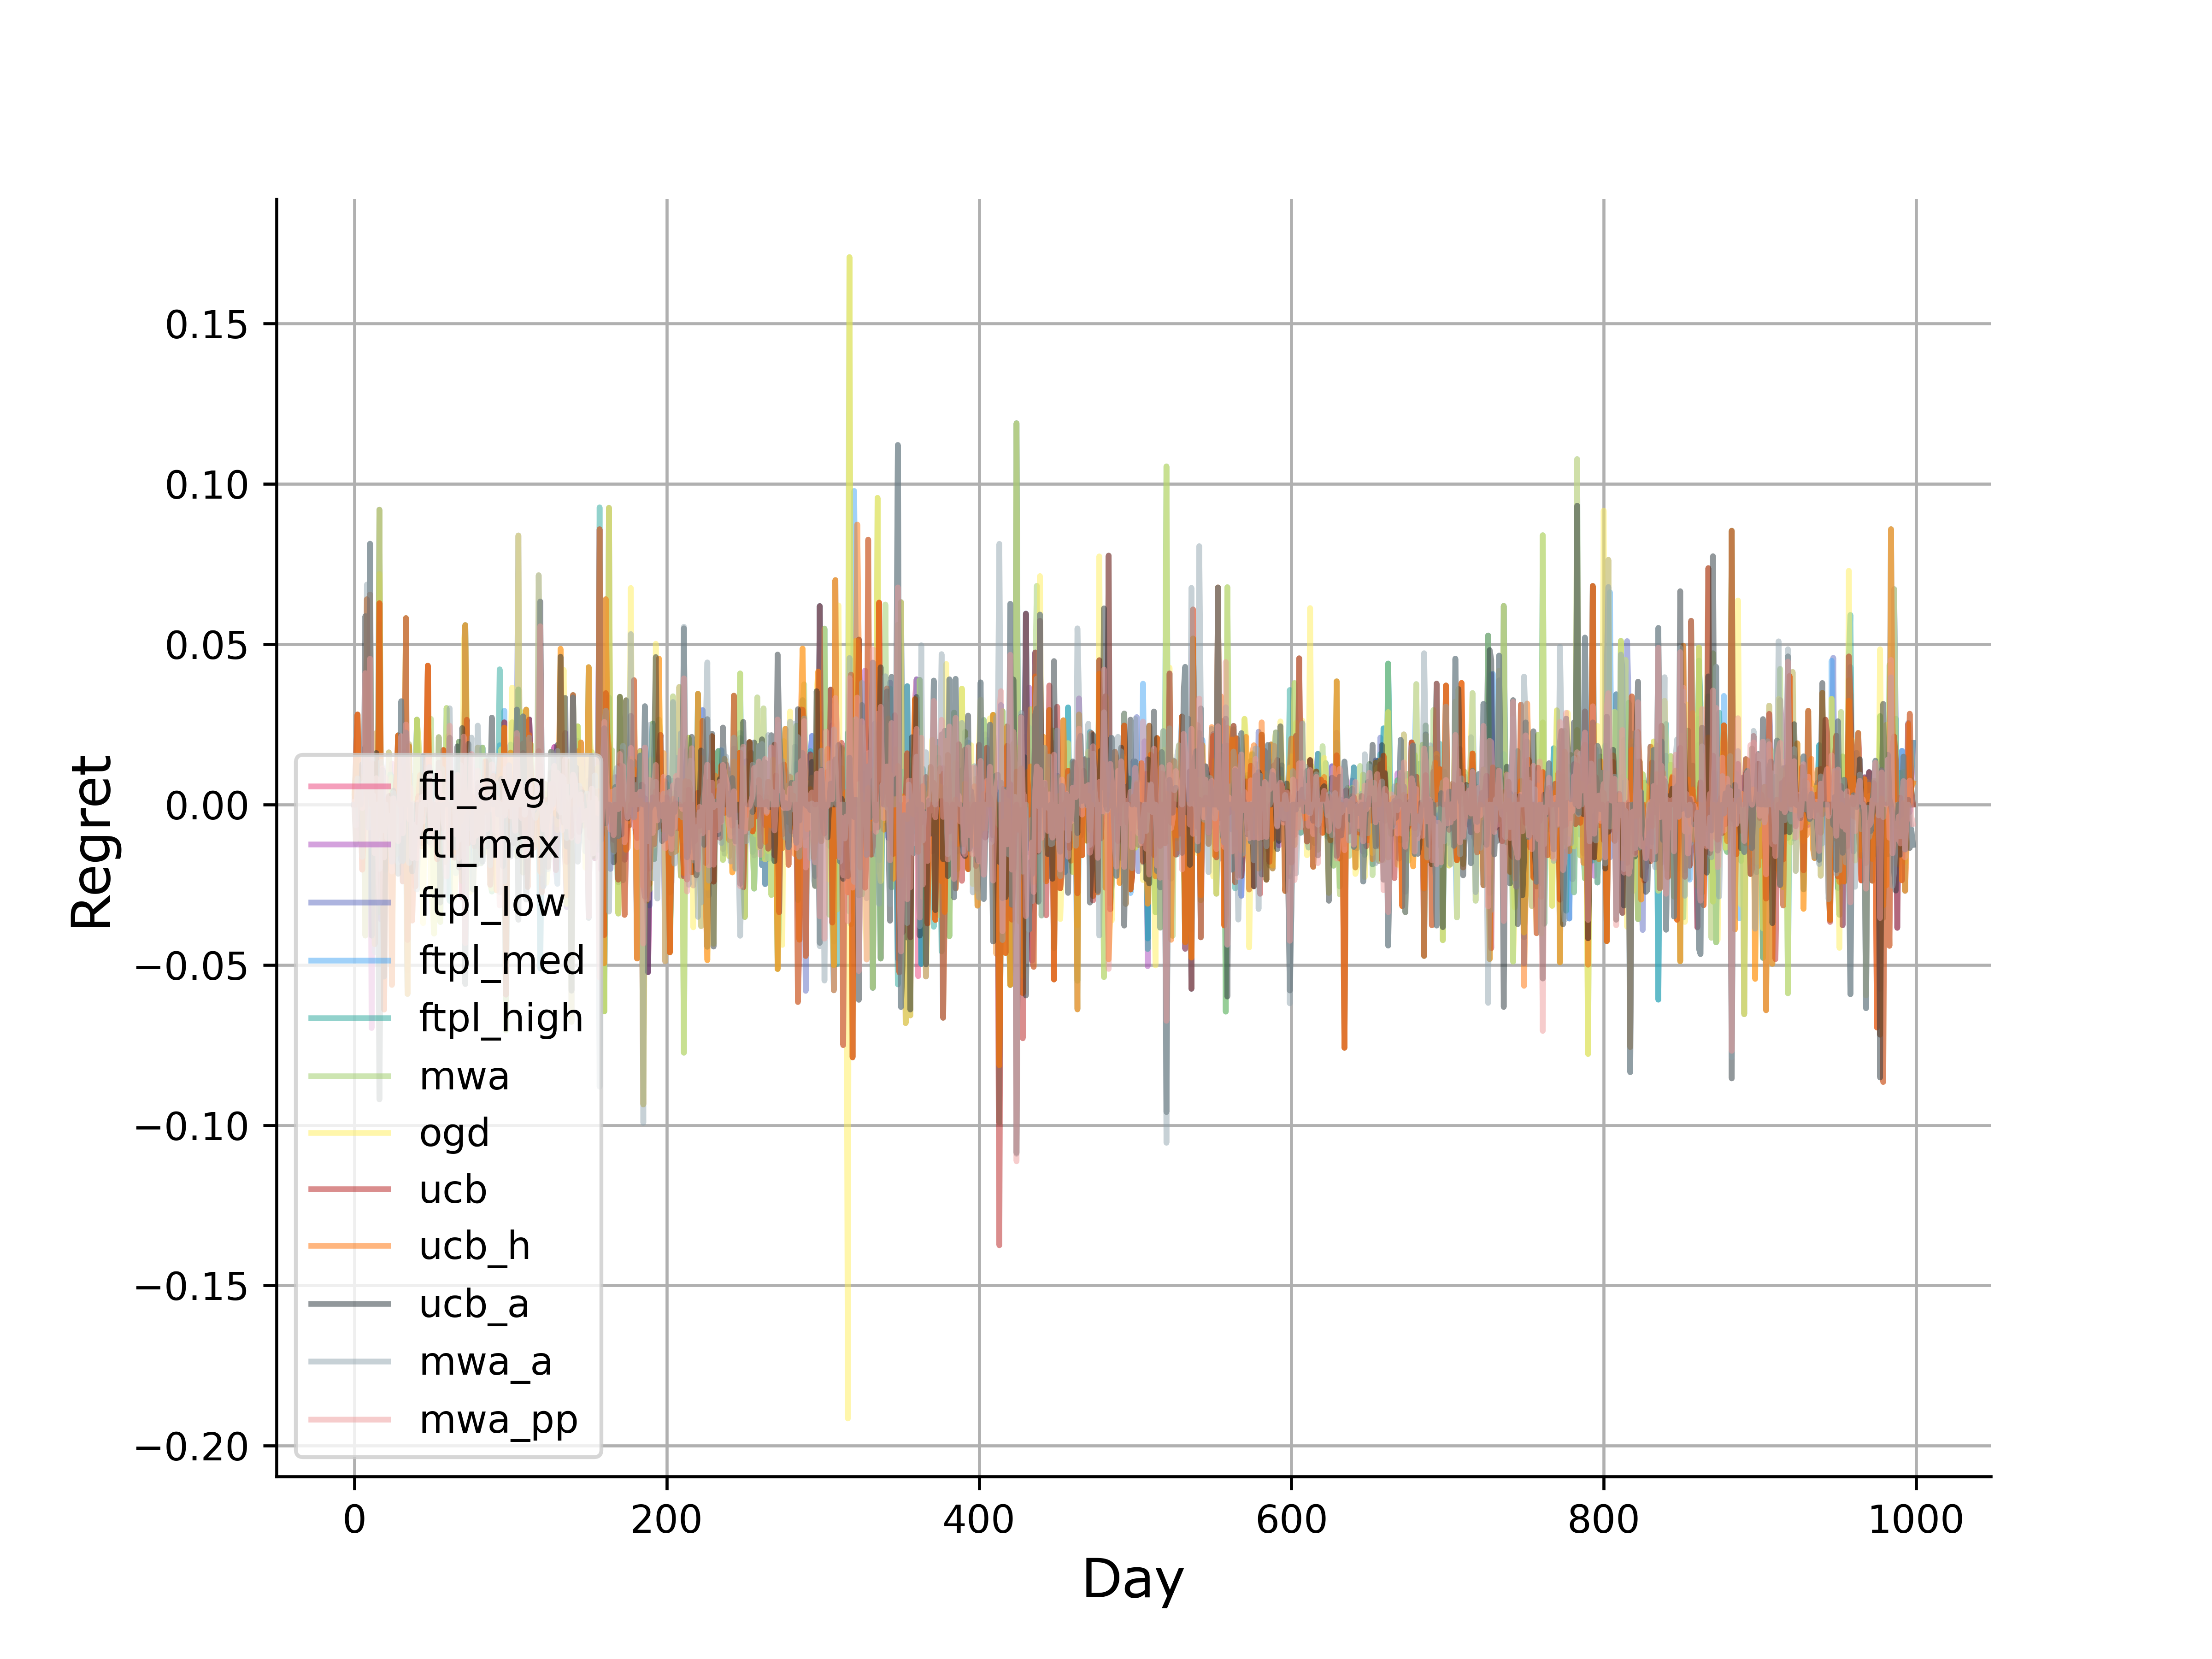 0.15
0.10
0.05
0.00
−0.05
−0.10
−0.15
−0.20
Regret
ftl_avg
ftl_max
ftpl_low
ftpl_med
ftpl_high
mwa
ogd
ucb
ucb_h
ucb_a
mwa_a
mwa_pp
0 200 400 600 800 1000
Day